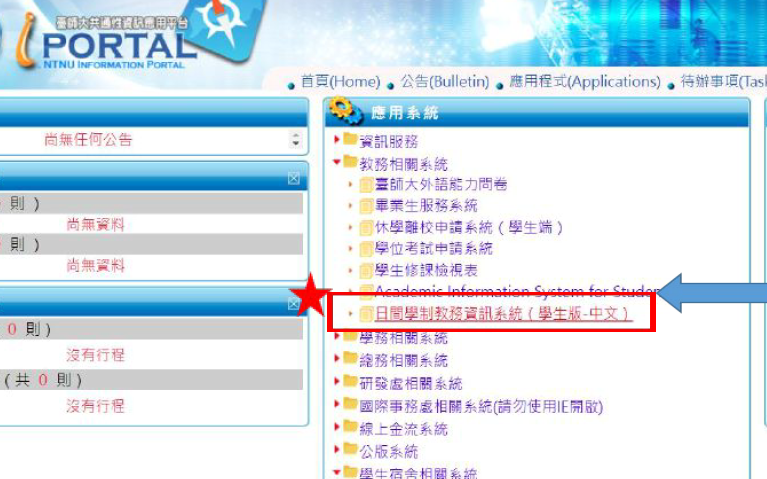 臺師大共通性資訊應用平台
PORTAL
NTNU INFORMATION PORTAL
首頁(Home) 公告(Bulletin) 應用程式(Applications) 待辦事項(Tas
尚無任何公告
則 )
尚無資料
則 )
尚無資料
0 則 )
沒有行程
( 共 0 則 )
沒有行程
應用系統
資訊服務
教務相關系統
臺師大外語能力問卷
畢業生服務系統
休學離校申請系統 ( 學生端 )
學位考試申請系統
學生修課檢視表
Academic Information System for Studen
日間學制教務資訊系統 ( 學生版-中文 )
學務相關系統
總務相關系統
研發處相關系統
國際事務處相關系統(請勿使用IE開啟)
線上金流系統
公版系統
學生宿舍相關系統